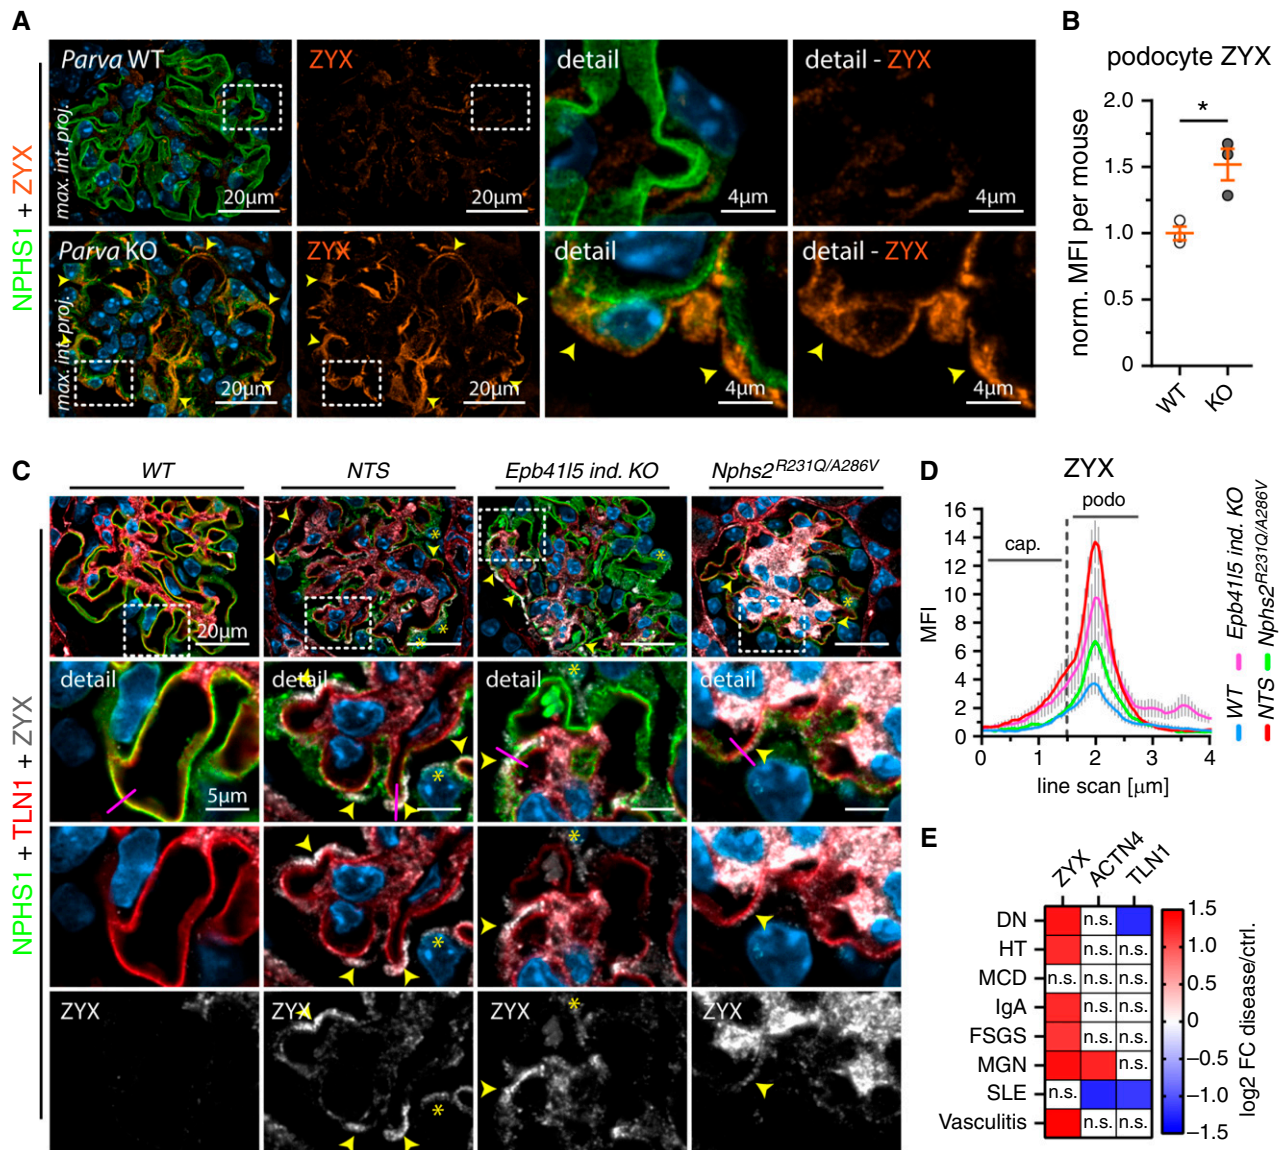 A
Parva WT
max. int. proj.
20µm
ZYX
20µm
detail
4µm
detail - ZYX
4µm
Parva KO
max. int. proj.
20µm
ZYX
20µm
detail
4µm
detail - ZYX
4µm
NPHS1 + ZYX
B
podocyte ZYX
norm. MFI per mouse
2.0
1.5
1.0
0.5
0
*
WT
KO
C
WT
NTS
Epb41l5 ind. KO
Nphs2R231Q/A286V
20µm
detail
5µm
detail
detail
detail
ZYX
ZYX
ZYX
ZYX
NPHS1 + TLN1 + ZYX
D
ZYX
MFI
16
14
12
10
8
6
4
2
0
cap.
podo
0
1
2
3
4
line scan [µm]
WT
Epb41l5 ind. KO
NTS
Nphs2R231Q/A286V
E
ZYX
ACTN4
TLN1
DN n.s.
HT n.s. n.s.
MCD n.s. n.s. n.s.
IgA n.s. n.s.
FSGS n.s. n.s.
MGN n.s.
SLE n.s.
Vasculitis n.s. n.s.
1.5
1.0
0.5
0
−0.5
−1.0
−1.5
log2 FC disease/ctrl.